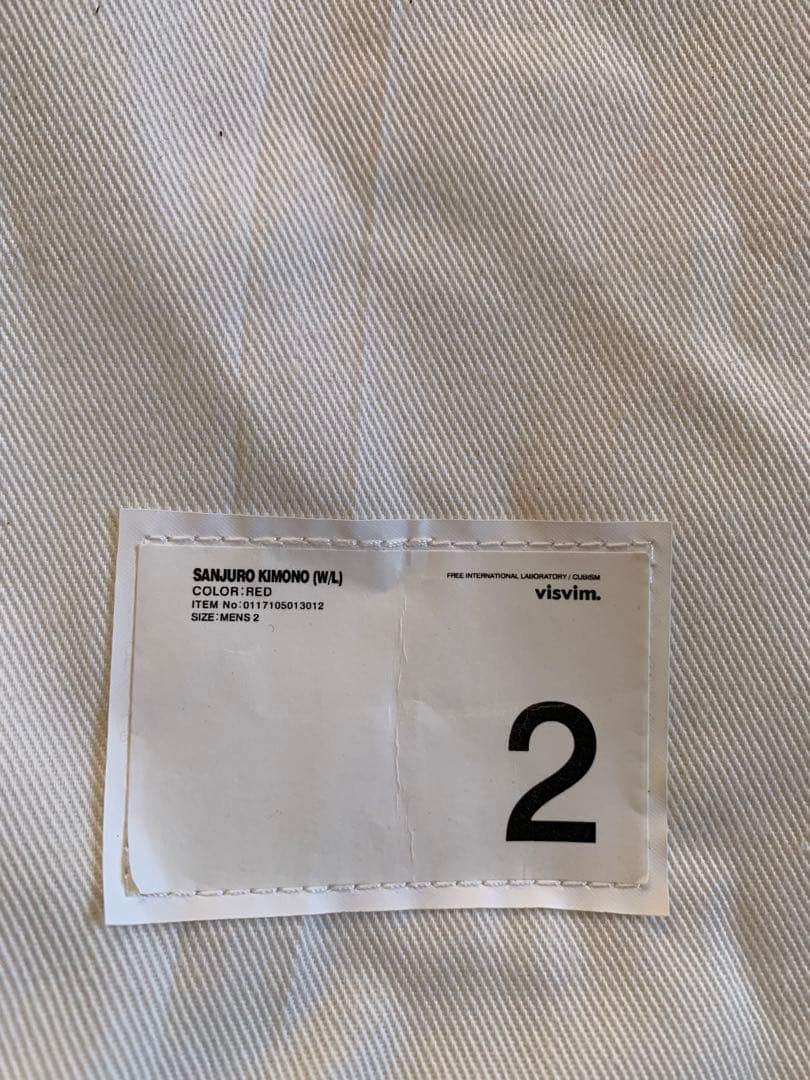 SANJURO KIMONO (W/L)
COLOR:RED
ITEM No:0117105013012
SIZE:MENS 2
FREE INTERNATIONAL LABORATORY / CUBISM
visvim.
2